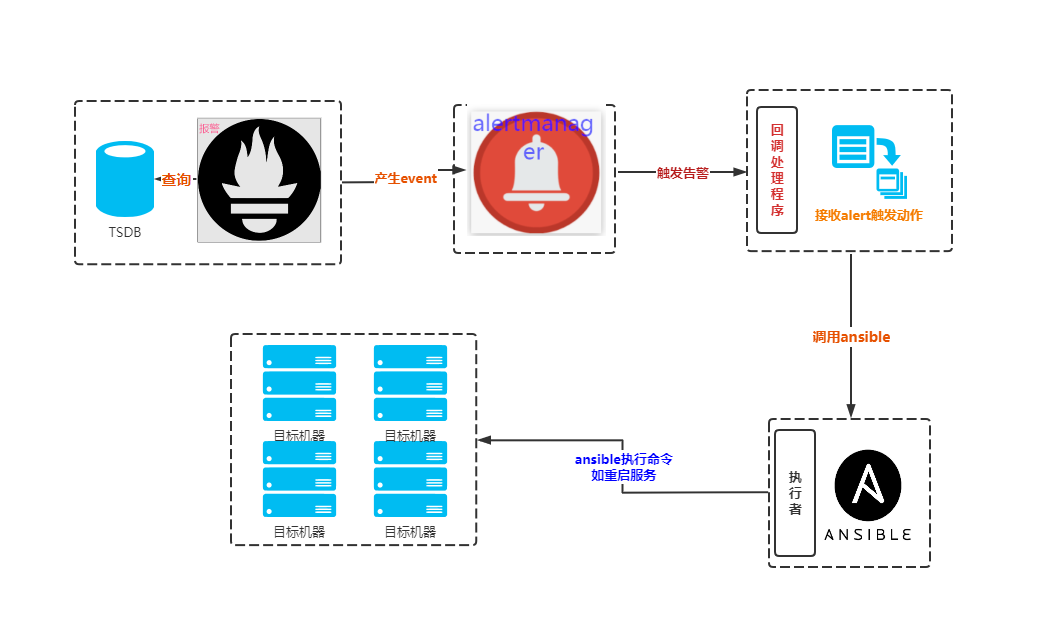 报警
查询
TSDB
产生event
alertmanag
er
触发告警
回
调
处
理
程
序
接收alert触发动作
调用ansible
执
行
者
ANSIBLE
ansible执行命令
如重启服务
目标机器
目标机器
目标机器
目标机器